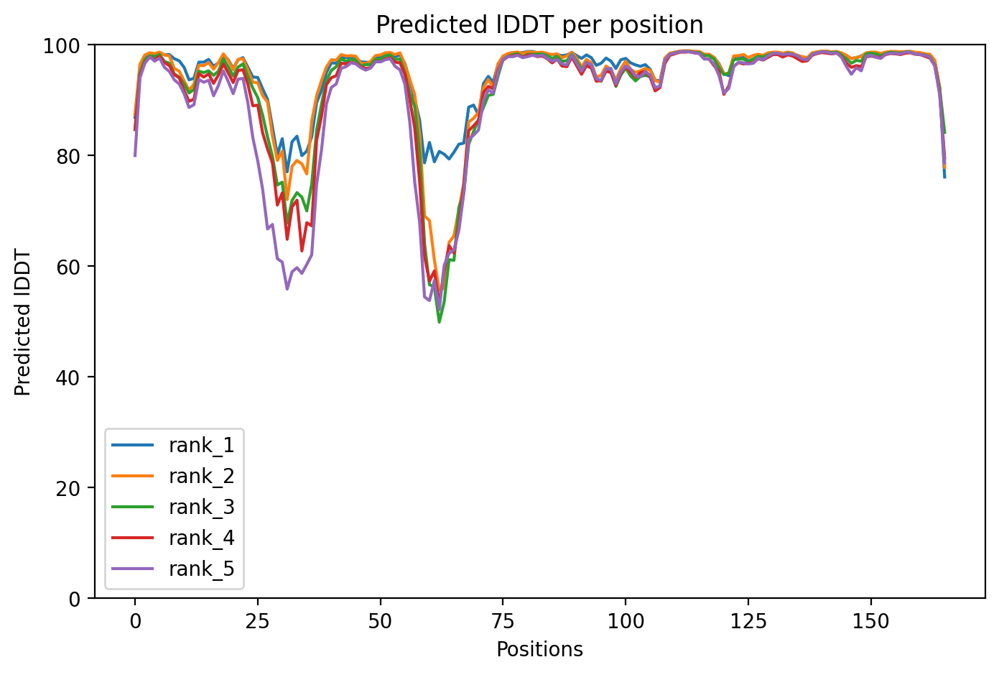 Predicted lDDT per position
100
80
60
40
20
0
Predicted lDDT
rank_1
rank_2
rank_3
rank_4
rank_5
0 25 50 75 100 125 150
Positions